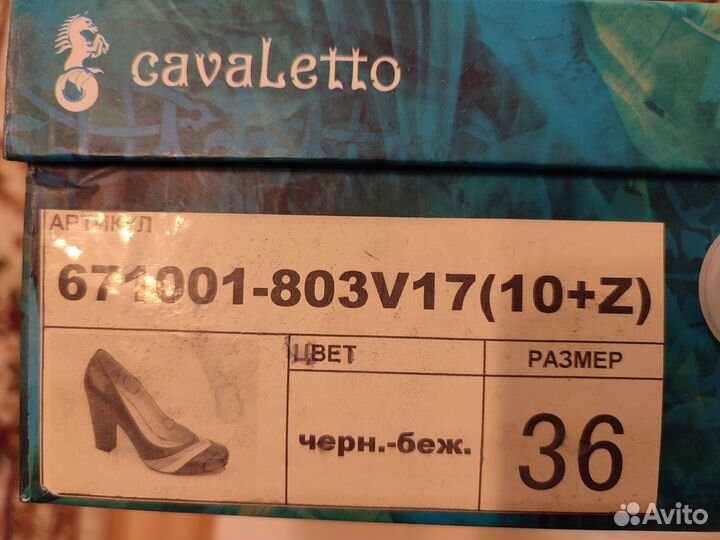 cavaLetto
АРТИКУЛ
671001-803V17(10+Z)
ЦВЕТ
РАЗМЕР
черн.-беж.
36
Avito